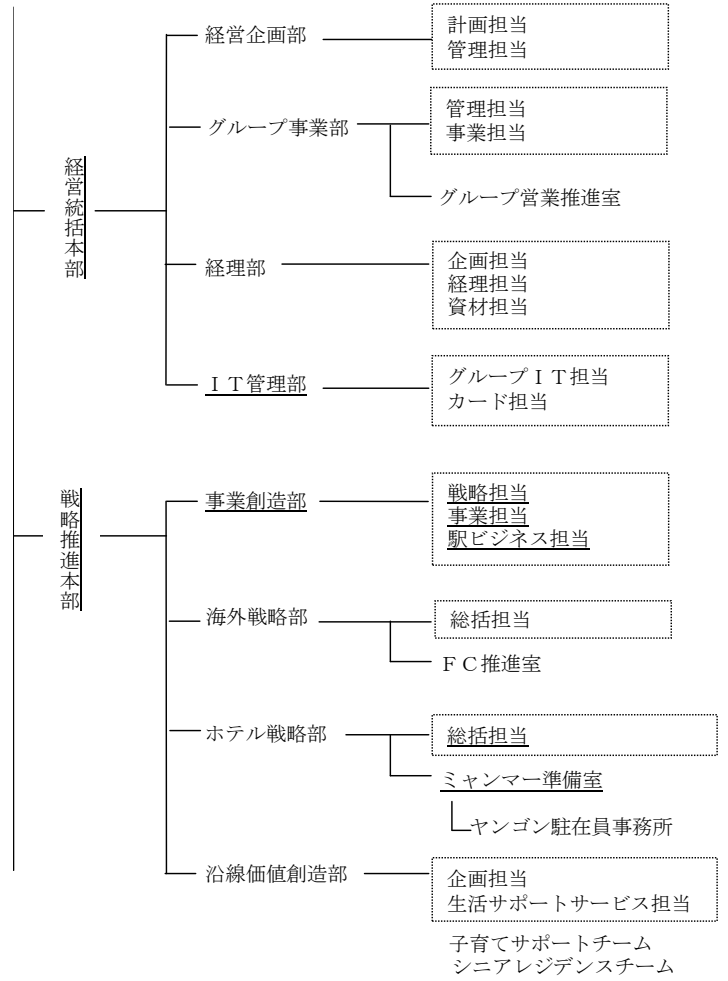 経営統括本部
経営企画部
計画担当
管理担当
グループ事業部
管理担当
事業担当
グループ営業推進室
経理部
企画担当
経理担当
資材担当
ＩＴ管理部
グループＩＴ担当
カード担当
戦略推進本部
事業創造部
戦略担当
事業担当
駅ビジネス担当
海外戦略部
総括担当
ＦＣ推進室
ホテル戦略部
総括担当
ミャンマー準備室
ヤンゴン駐在員事務所
沿線価値創造部
企画担当
生活サポートサービス担当
子育てサポートチーム
シニアレジデンスチーム